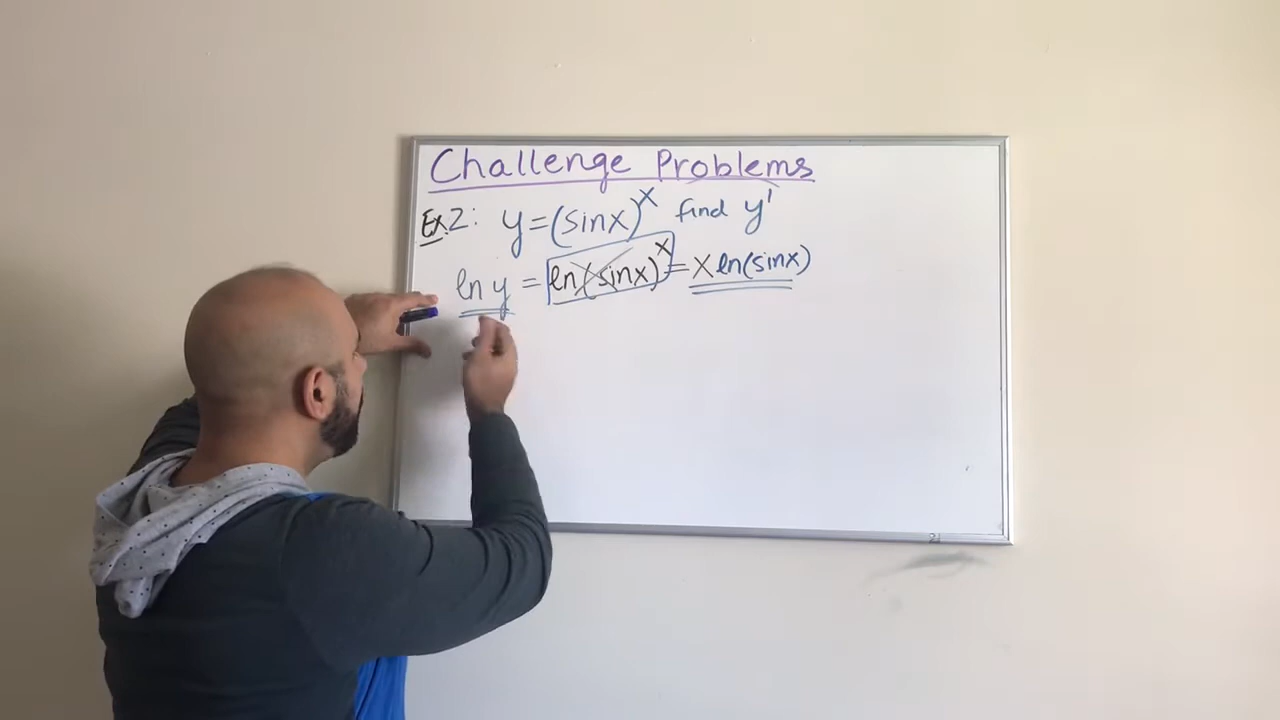 Challenge Problems
Ex2: y=(sinx)^x find y'
ln y = ln(sinx)^x = x ln(sinx)